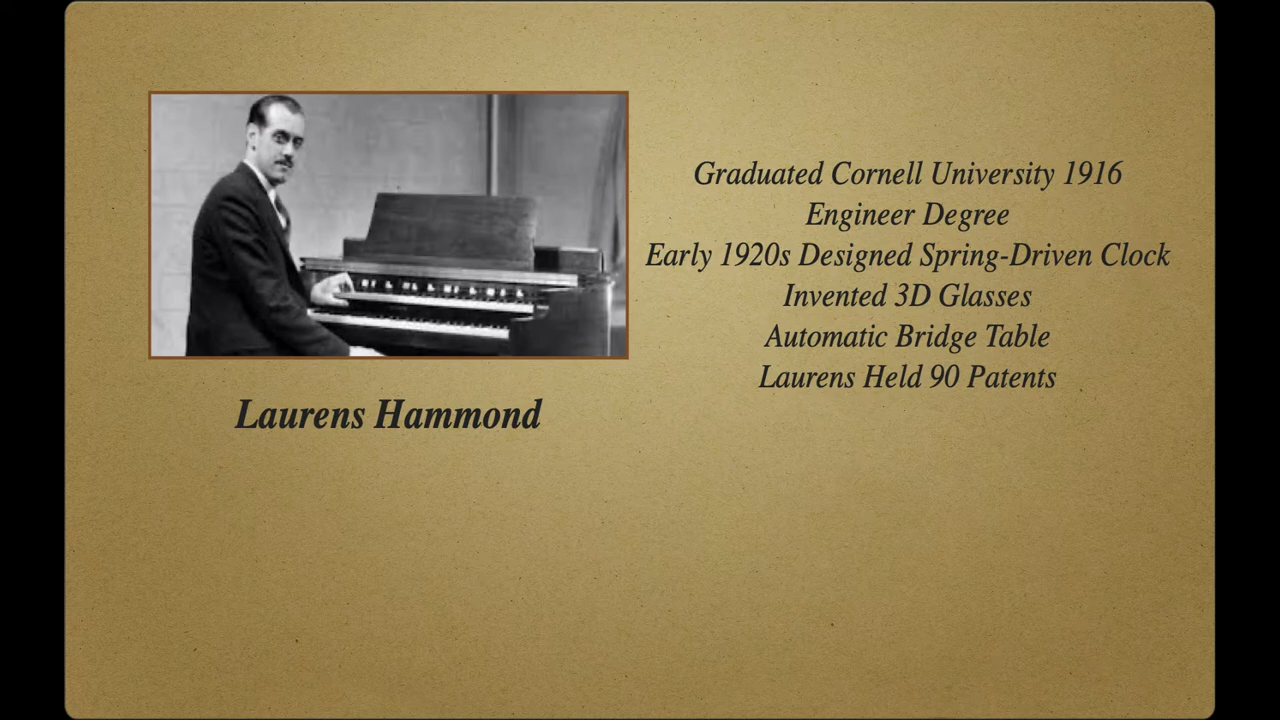 Laurens Hammond
Graduated Cornell University 1916
Engineer Degree
Early 1920s Designed Spring-Driven Clock
Invented 3D Glasses
Automatic Bridge Table
Laurens Held 90 Patents